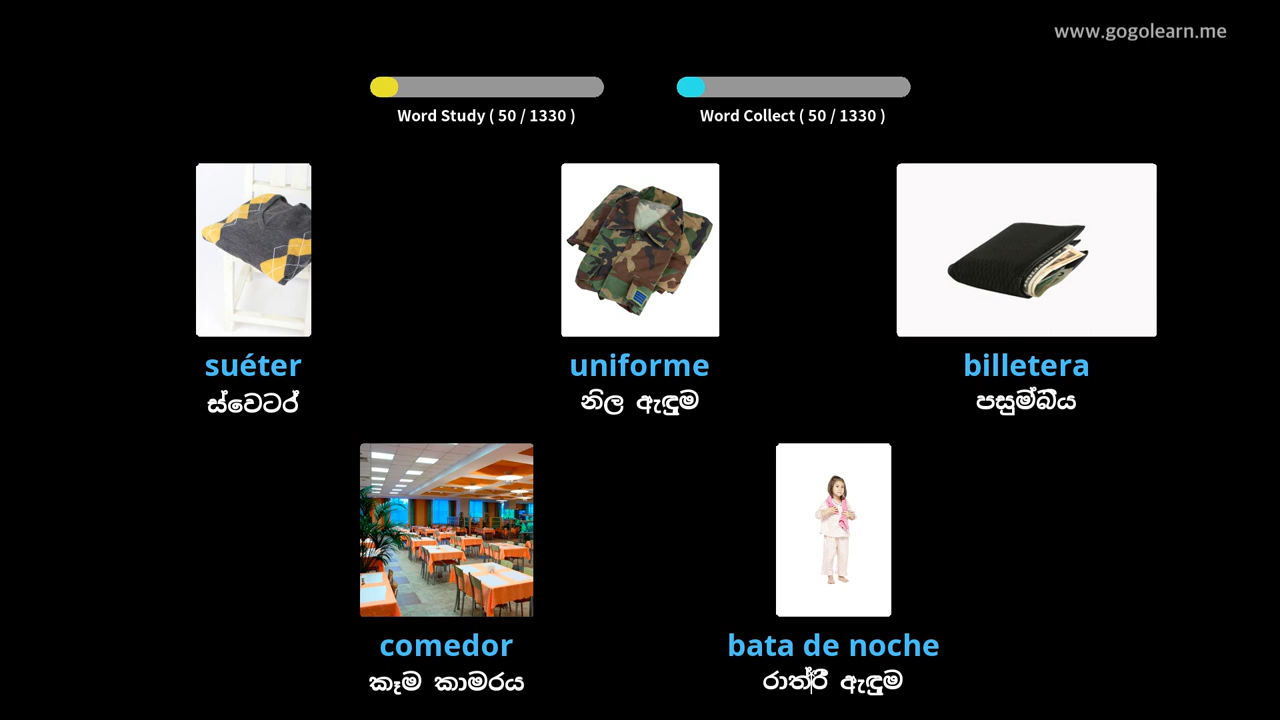 www.gogolearn.me
Word Study ( 50 / 1330 )
Word Collect ( 50 / 1330 )
suéter
ස්වෙටර්
uniforme
නිල ඇඳුම
billetera
පසුම්බිය
comedor
කෑම කාමරය
bata de noche
රාත්‍රී ඇඳුම